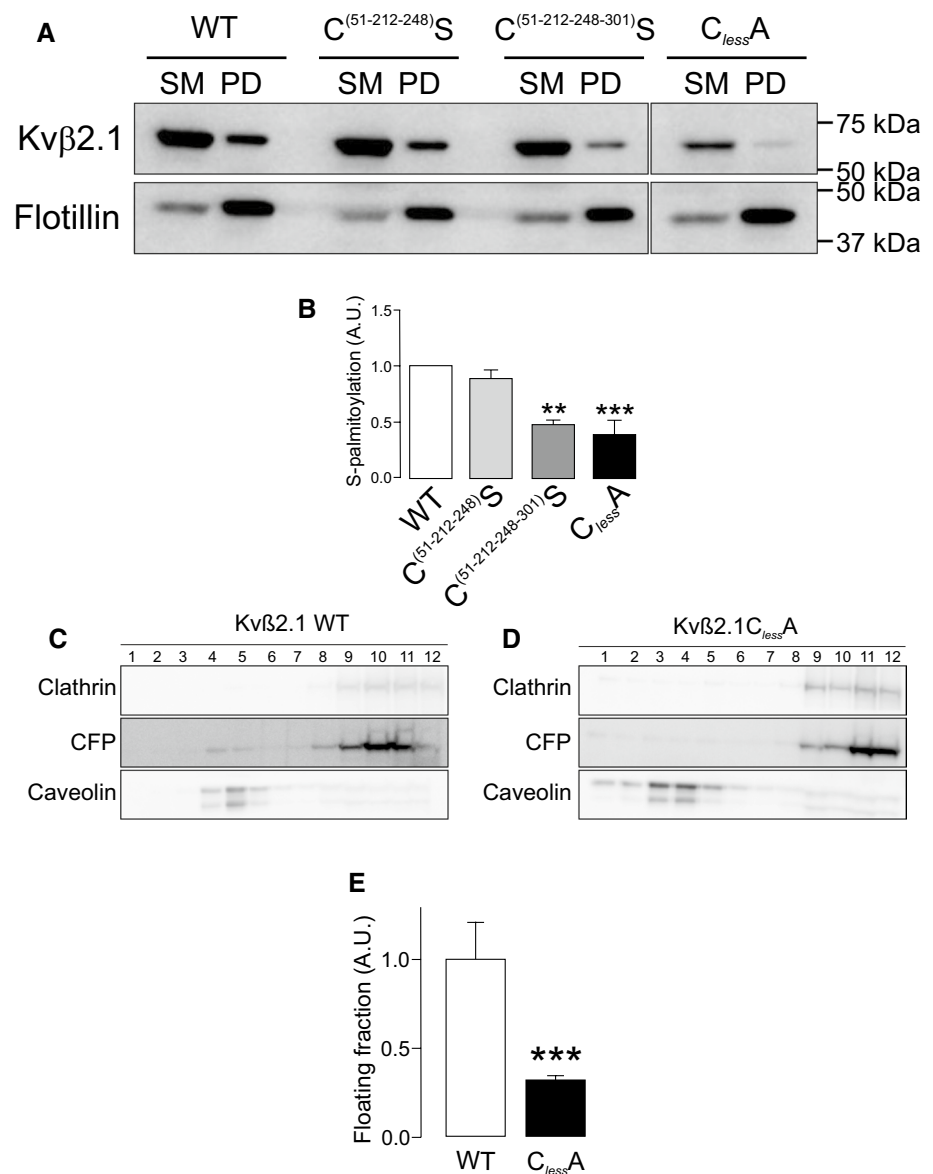 A
WT C(51-212-248)S C(51-212-248-301)S ClessA
SM PD SM PD SM PD SM PD
Kvβ2.1
75 kDa
50 kDa
Flotillin
50 kDa
37 kDa
B
S-palmitoylation (A.U.)
1.5
1.0
0.5
0.0
** ***
WT
C(51-212-248)S
C(51-212-248-301)S
ClessA
C
Kvß2.1 WT
1 2 3 4 5 6 7 8 9 10 11 12
Clathrin
CFP
Caveolin
D
Kvß2.1ClessA
1 2 3 4 5 6 7 8 9 10 11 12
Clathrin
CFP
Caveolin
E
Floating fraction (A.U.)
1.0
0.5
0.0
***
WT ClessA